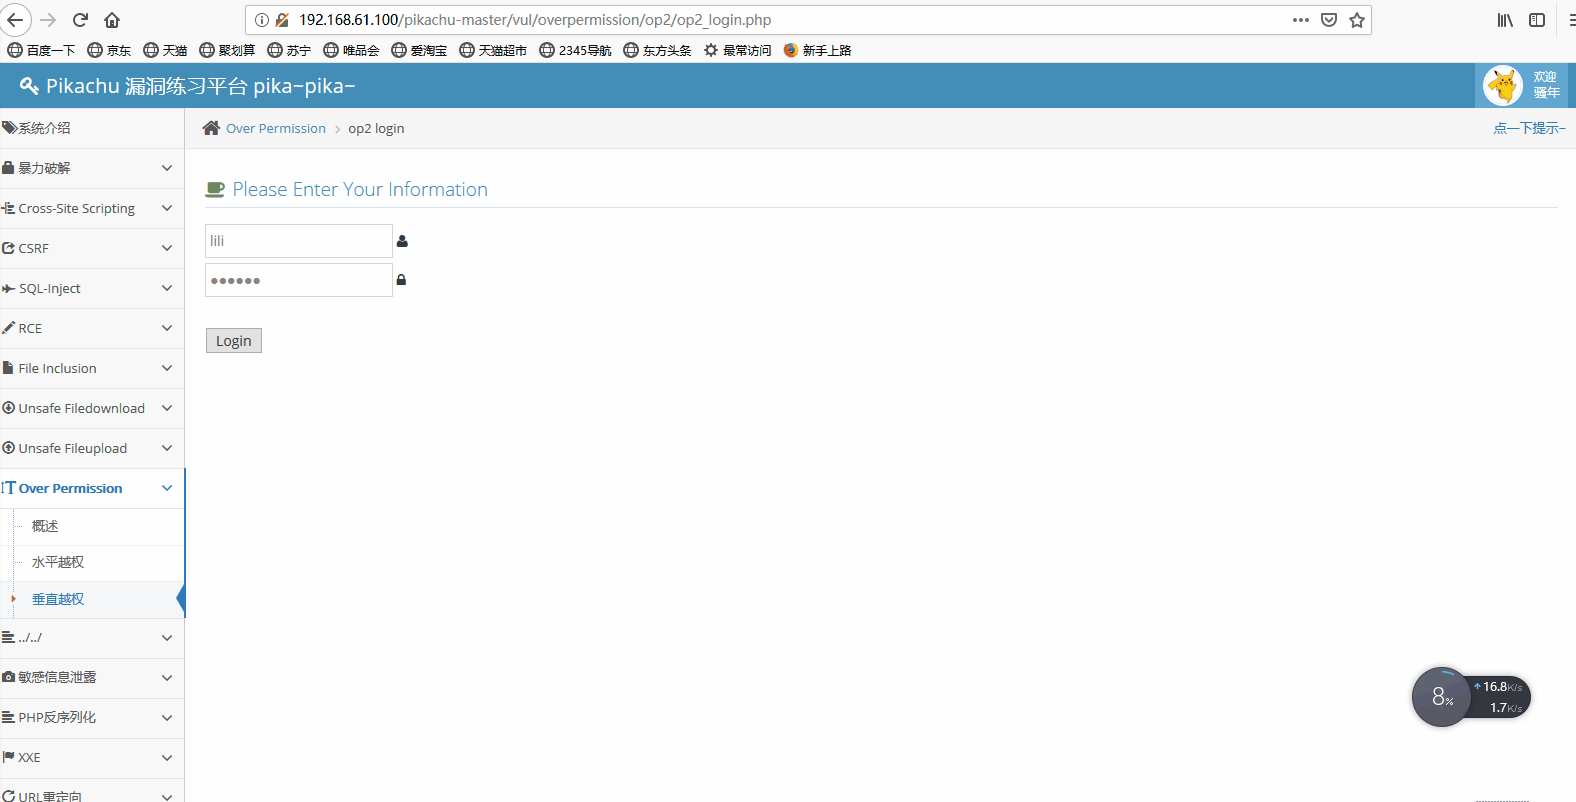 192.168.61.100/pikachu-master/vul/overpermission/op2/op2_login.php
百度一下 京东 天猫 聚划算 苏宁 唯品会 爱淘宝 天猫超市 2345导航 东方头条 最常访问 新手上路
Pikachu 漏洞练习平台 pika~pika~
欢迎
骚年
系统介绍
Over Permission > op2 login
点一下提示~
暴力破解
Please Enter Your Information
Cross-Site Scripting
lili
CSRF
●●●●●●
SQL-Inject
RCE
Login
File Inclusion
Unsafe Filedownload
Unsafe Fileupload
Over Permission
概述
水平越权
垂直越权
../../
敏感信息泄露
8%
16.8K/s
1.7K/s
PHP反序列化
XXE
URL重定向